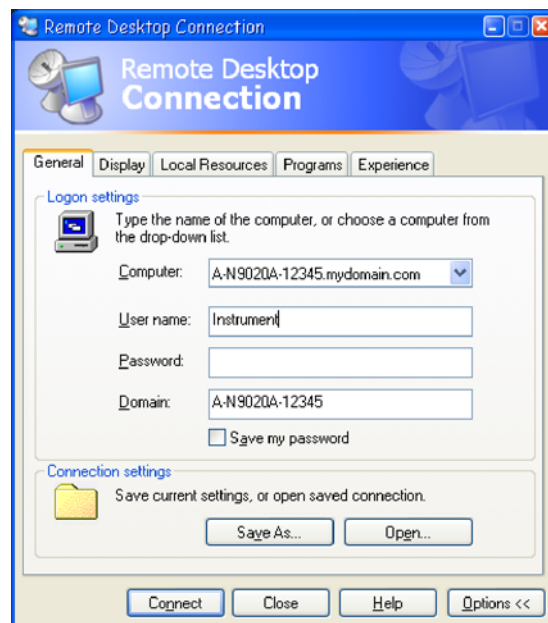 Remote Desktop Connection
Remote Desktop
Connection
General Display Local Resources Programs Experience
Logon settings
Type the name of the computer, or choose a computer from
the drop-down list.
Computer: A-N9020A-12345.mydomain.com
User name: Instrument
Password:
Domain: A-N9020A-12345
Save my password
Connection settings
Save current settings, or open saved connection.
Save As... Open...
Connect Close Help Options <<